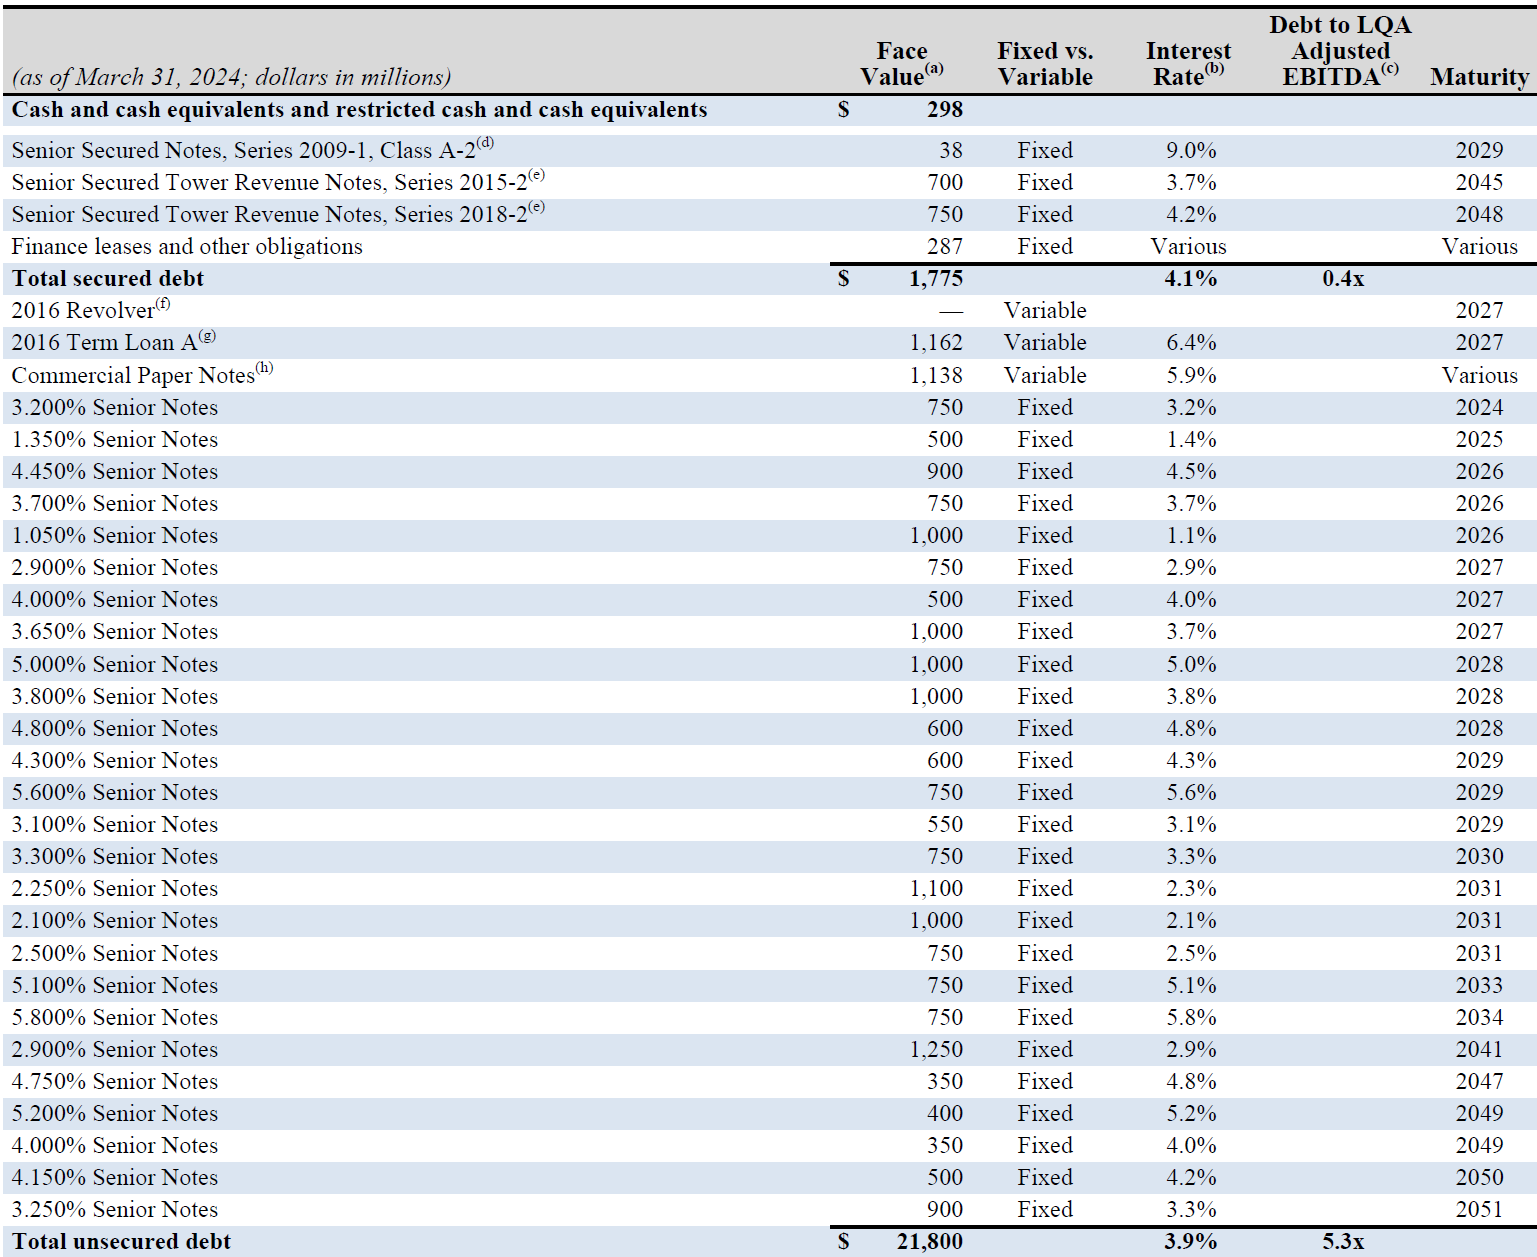 (as of March 31, 2024; dollars in millions) Face Value(a) Fixed vs. Variable Interest Rate(b) Debt to LQA Adjusted EBITDA(c) Maturity
Cash and cash equivalents and restricted cash and cash equivalents $ 298
Senior Secured Notes, Series 2009-1, Class A-2(d) 38 Fixed 9.0% 2029
Senior Secured Tower Revenue Notes, Series 2015-2(e) 700 Fixed 3.7% 2045
Senior Secured Tower Revenue Notes, Series 2018-2(e) 750 Fixed 4.2% 2048
Finance leases and other obligations 287 Fixed Various Various
Total secured debt $ 1,775 4.1% 0.4x
2016 Revolver(f) — Variable 2027
2016 Term Loan A(g) 1,162 Variable 6.4% 2027
Commercial Paper Notes(h) 1,138 Variable 5.9% Various
3.200% Senior Notes 750 Fixed 3.2% 2024
1.350% Senior Notes 500 Fixed 1.4% 2025
4.450% Senior Notes 900 Fixed 4.5% 2026
3.700% Senior Notes 750 Fixed 3.7% 2026
1.050% Senior Notes 1,000 Fixed 1.1% 2026
2.900% Senior Notes 750 Fixed 2.9% 2027
4.000% Senior Notes 500 Fixed 4.0% 2027
3.650% Senior Notes 1,000 Fixed 3.7% 2027
5.000% Senior Notes 1,000 Fixed 5.0% 2028
3.800% Senior Notes 1,000 Fixed 3.8% 2028
4.800% Senior Notes 600 Fixed 4.8% 2028
4.300% Senior Notes 600 Fixed 4.3% 2029
5.600% Senior Notes 750 Fixed 5.6% 2029
3.100% Senior Notes 550 Fixed 3.1% 2029
3.300% Senior Notes 750 Fixed 3.3% 2030
2.250% Senior Notes 1,100 Fixed 2.3% 2031
2.100% Senior Notes 1,000 Fixed 2.1% 2031
2.500% Senior Notes 750 Fixed 2.5% 2031
5.100% Senior Notes 750 Fixed 5.1% 2033
5.800% Senior Notes 750 Fixed 5.8% 2034
2.900% Senior Notes 1,250 Fixed 2.9% 2041
4.750% Senior Notes 350 Fixed 4.8% 2047
5.200% Senior Notes 400 Fixed 5.2% 2049
4.000% Senior Notes 350 Fixed 4.0% 2049
4.150% Senior Notes 500 Fixed 4.2% 2050
3.250% Senior Notes 900 Fixed 3.3% 2051
Total unsecured debt $ 21,800 3.9% 5.3x